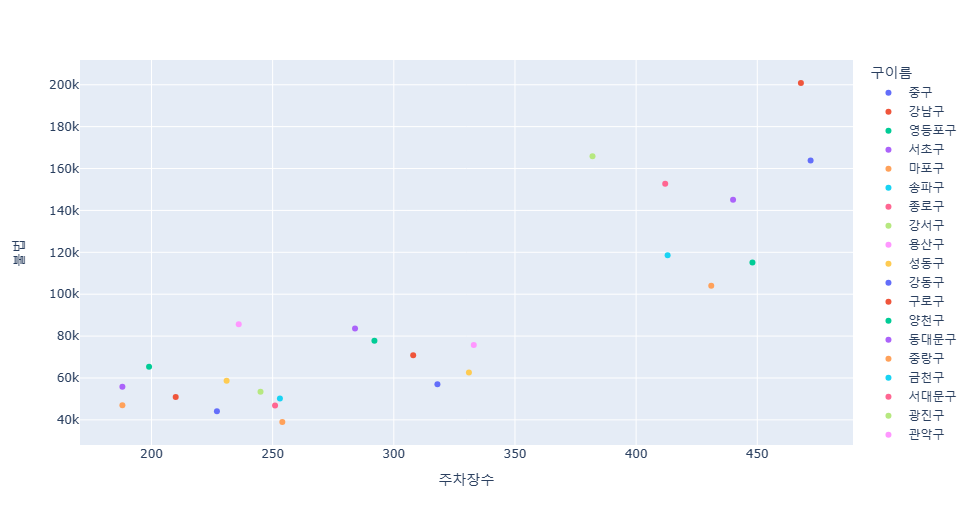 200k
180k
160k
140k
120k
100k
80k
60k
40k
불법
200
250
300
350
400
450
주차장수
구이름
중구
강남구
영등포구
서초구
마포구
송파구
종로구
강서구
용산구
성동구
강동구
구로구
양천구
동대문구
중랑구
금천구
서대문구
광진구
관악구